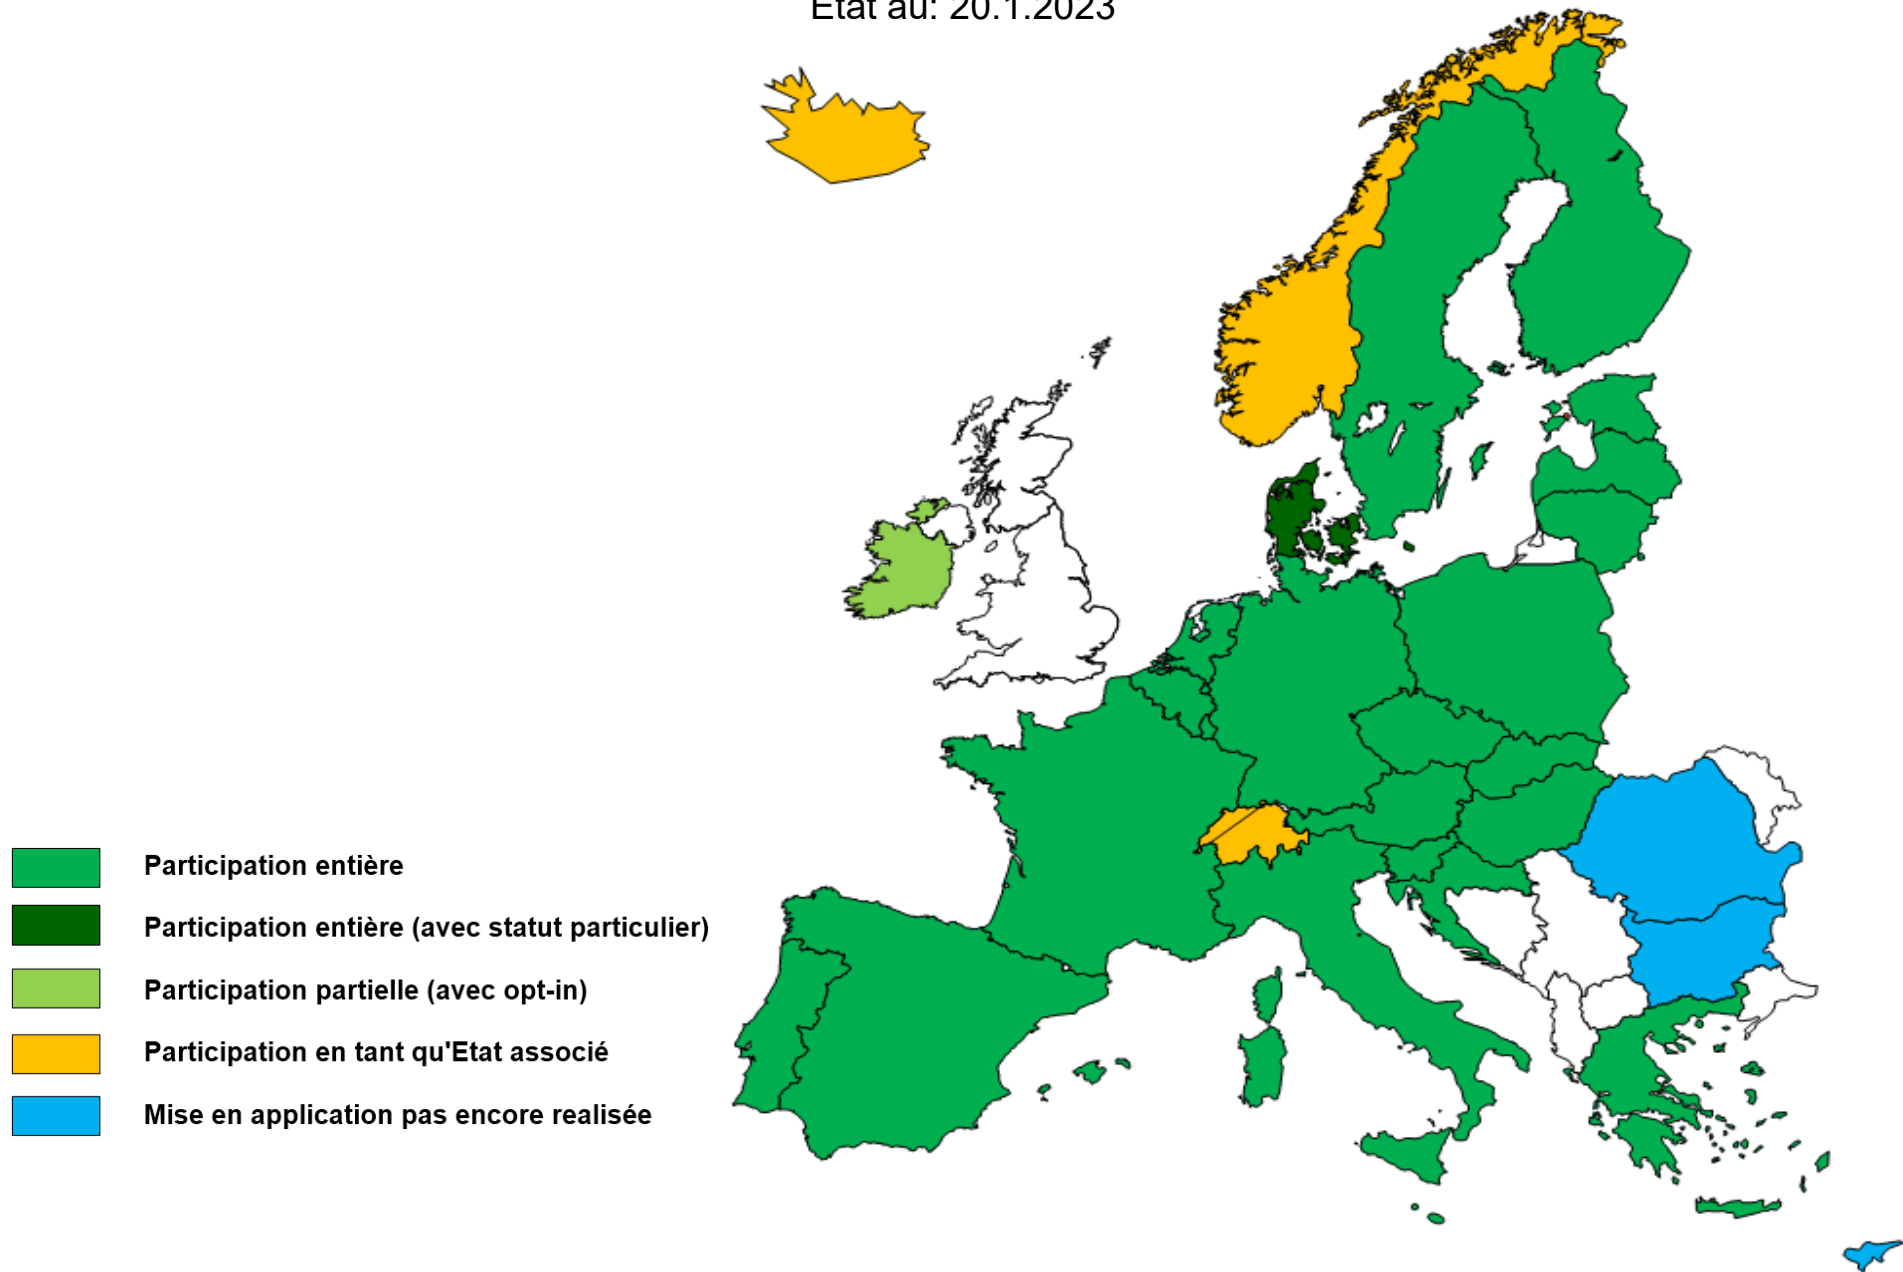 Etat au: 20.1.2023
Participation entière
Participation entière (avec statut particulier)
Participation partielle (avec opt-in)
Participation en tant qu'Etat associé
Mise en application pas encore realisée